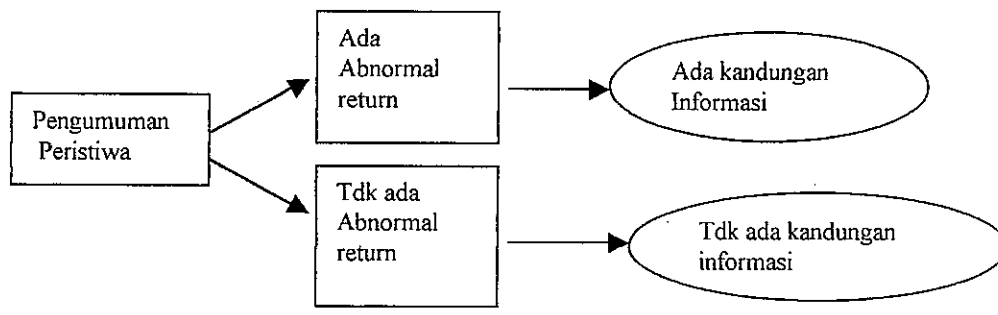 Pengumuman
Peristiwa
Ada
Abnormal
return
Ada kandungan
Informasi
Tdk ada
Abnormal
return
Tdk ada kandungan
informasi